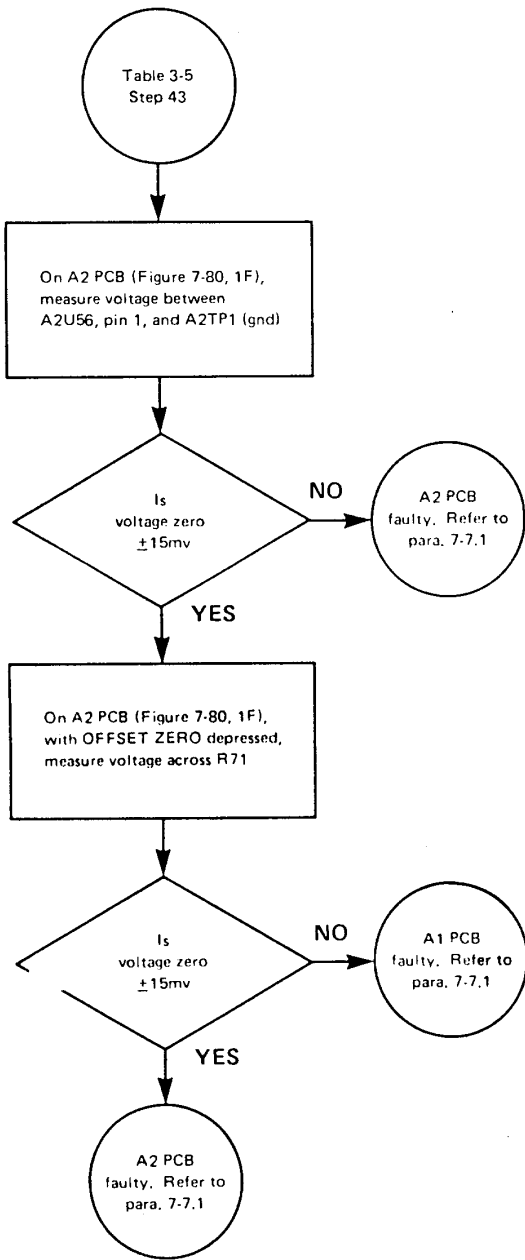 Table 3-5
Step 43
On A2 PCB (Figure 7-80, 1F),
measure voltage between
A2U56, pin 1, and A2TP1 (gnd)
Is
voltage zero
±15mv
NO
A2 PCB
faulty. Refer to
para. 7-7.1
YES
On A2 PCB (Figure 7-80, 1F),
with OFFSET ZERO depressed,
measure voltage across R71
Is
voltage zero
±15mv
NO
A1 PCB
faulty. Refer to
para. 7-7.1
YES
A2 PCB
faulty. Refer to
para. 7-7.1